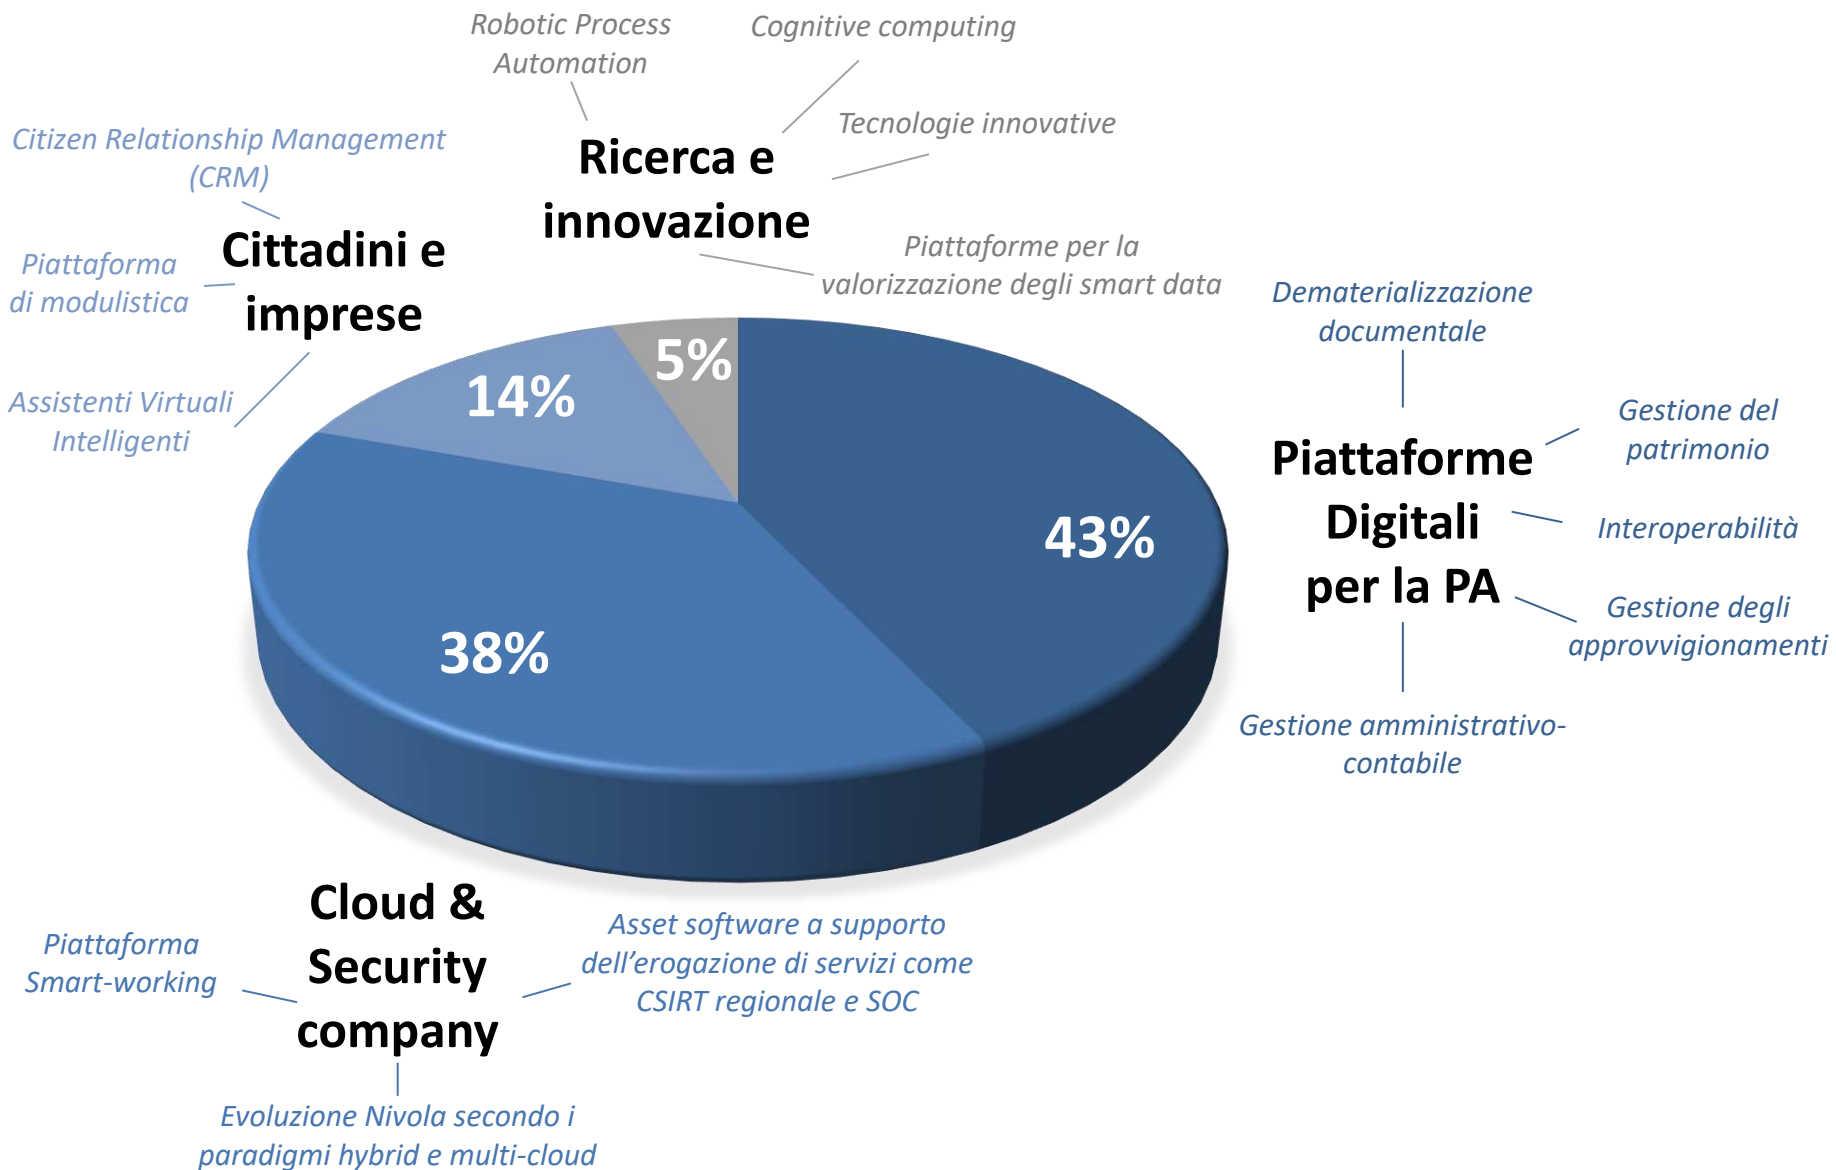 Robotic Process
Automation
Cognitive computing
Tecnologie innovative
Ricerca e
innovazione
Piattaforme per la
valorizzazione degli smart data
Citizen Relationship Management
(CRM)
Cittadini e
imprese
Piattaforma
di modulistica
Assistenti Virtuali
Intelligenti
5%
14%
43%
38%
Dematerializzazione
documentale
Gestione del
patrimonio
Piattaforme
Digitali
per la PA
Interoperabilità
Gestione degli
approvvigionamenti
Gestione amministrativo-
contabile
Cloud &
Security
company
Piattaforma
Smart-working
Asset software a supporto
dell’erogazione di servizi come
CSIRT regionale e SOC
Evoluzione Nivola secondo i
paradigmi hybrid e multi-cloud